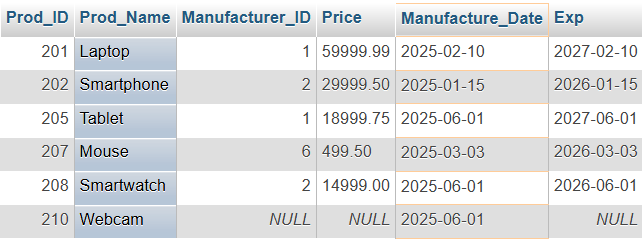 Prod_ID Prod_Name Manufacturer_ID Price Manufacture_Date Exp
201 Laptop 1 59999.99 2025-02-10 2027-02-10
202 Smartphone 2 29999.50 2025-01-15 2026-01-15
205 Tablet 1 18999.75 2025-06-01 2027-06-01
207 Mouse 6 499.50 2025-03-03 2026-03-03
208 Smartwatch 2 14999.00 2025-06-01 2026-06-01
210 Webcam NULL NULL 2025-06-01 NULL